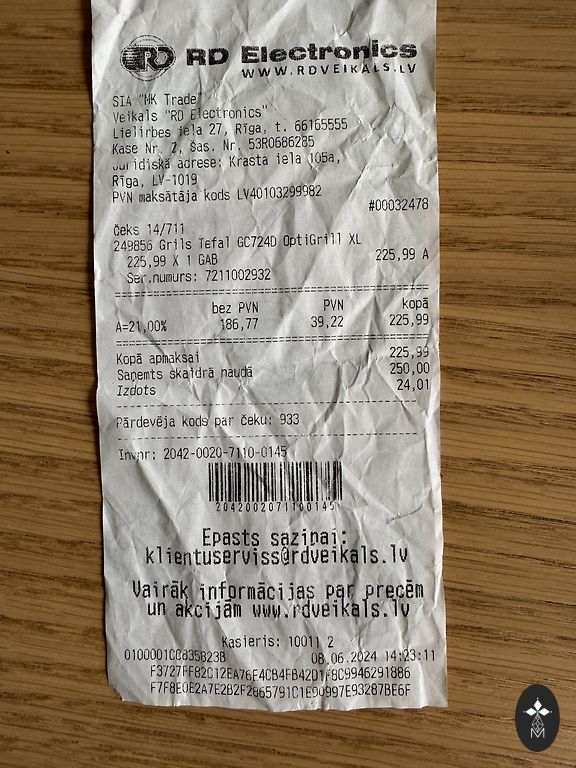 RD RD Electronics
WWW.RDVEIKALS.LV
SIA "MK Trade"
Veikals "RD Electronics"
Lielirbes iela 27, Rīga, t. 66165555
Kase Nr. 2, Šas. Nr. 53R0686285
Juridiskā adrese: Krasta iela 105a,
Rīga, LV-1019
PVN maksātāja kods LV40103299982
#00032478
čeks 14/711
249856 Grils Tefal GC724D OptiGrill XL
225,99 X 1 GAB 225,99 A
Ser.numurs: 7211002932
bez PVN PVN kopā
A=21,00% 186,77 39,22 225,99
Kopā apmaksai 225,99
Saņemts skaidrā naudā 250,00
Izdots 24,01
Pārdevēja kods par čeku: 933
Invnr: 2042-0020-7110-0145
2042002071100145
Epasts saziņai:
klientuserviss@rdveikals.lv
Vairāk informācijas par precēm
un akcijām www.rdveikals.lv
Kasieris: 10011 2
08.06.2024 14:23:11
M